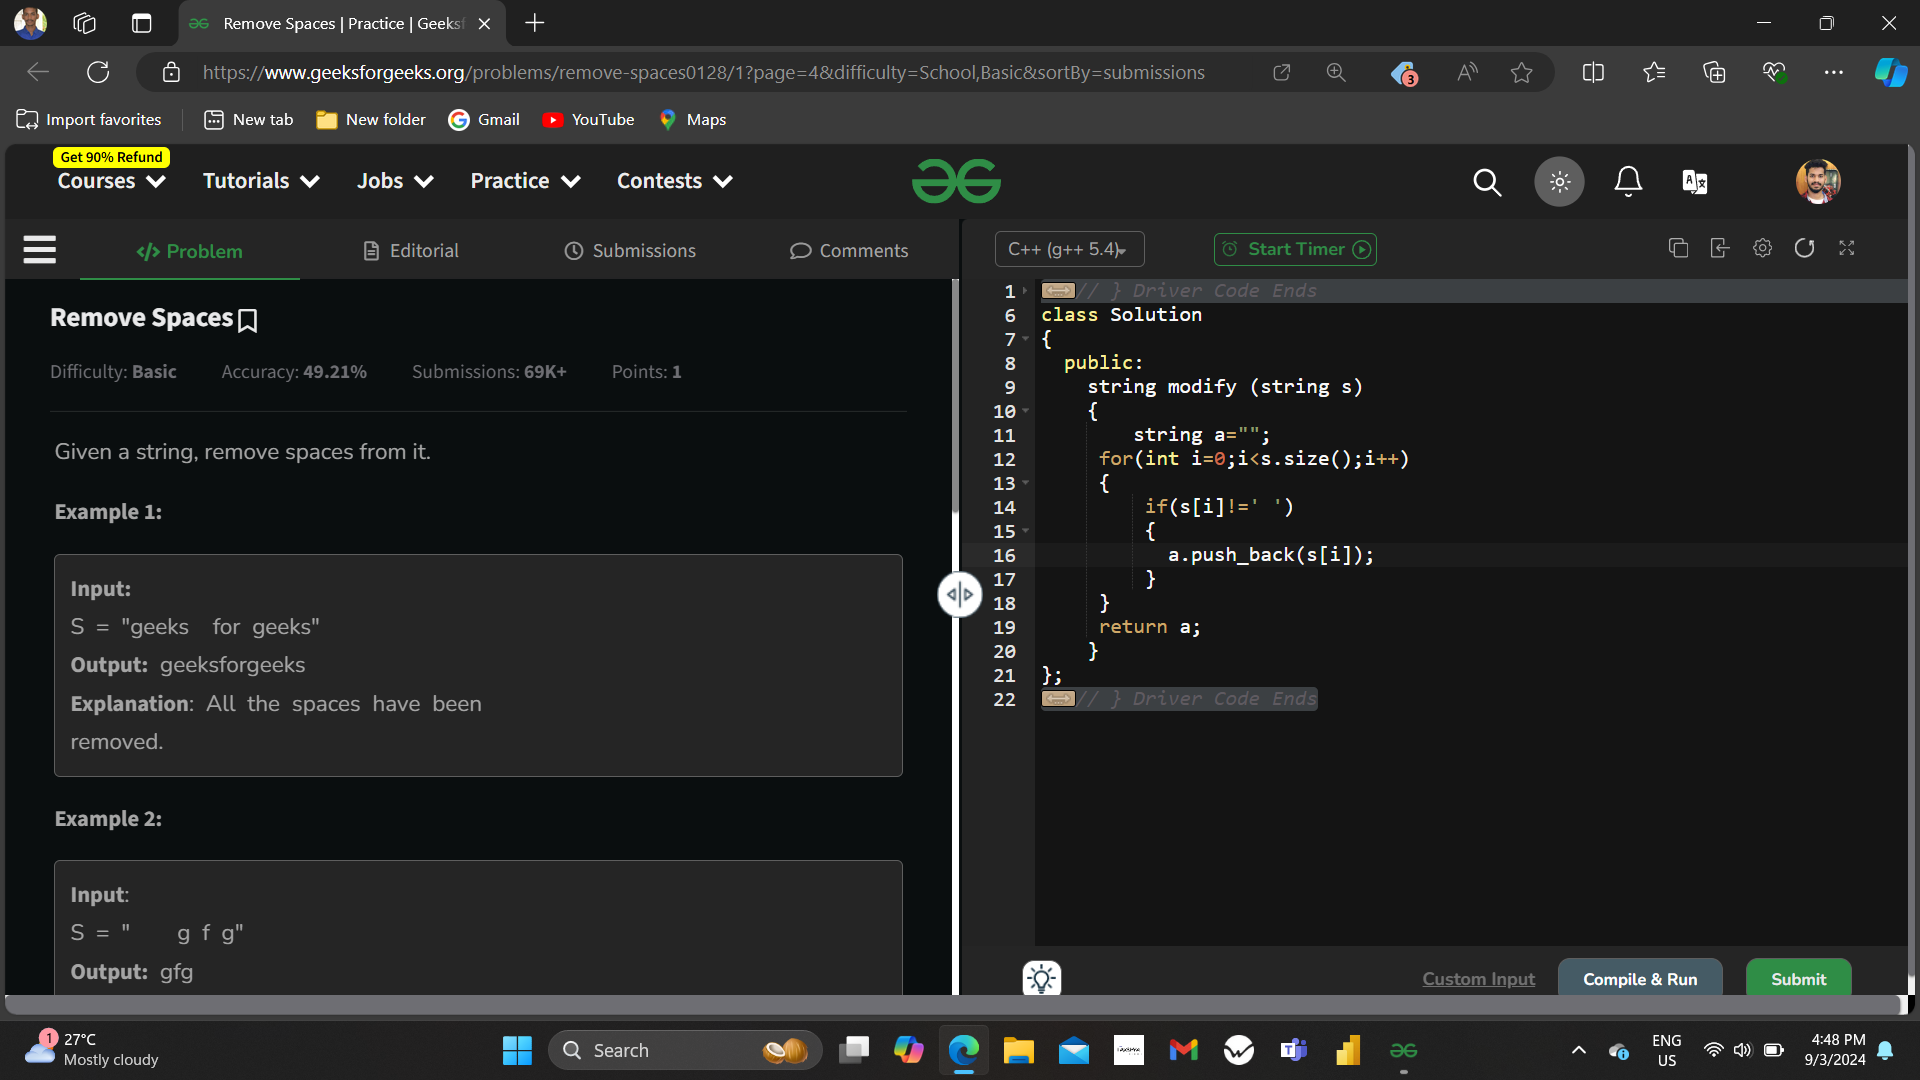 Remove Spaces | Practice | Geeksf
https://www.geeksforgeeks.org/problems/remove-spaces0128/1?page=4&difficulty=School,Basic&sortBy=submissions
3
Import favorites
New tab
New folder
Gmail
YouTube
Maps
Get 90% Refund
Courses
Tutorials
Jobs
Practice
Contests
</> Problem
Editorial
Submissions
Comments
C++ (g++ 5.4)
Start Timer
Remove Spaces
Difficulty: Basic
Accuracy: 49.21%
Submissions: 69K+
Points: 1
Given a string, remove spaces from it.
Example 1:
Input:
S = "geeks  for geeks"
Output: geeksforgeeks
Explanation: All the spaces have been
removed.
Example 2:
Input:
S = "    g f g"
Output: gfg
1 // } Driver Code Ends
6 class Solution
7 {
8 public:
9 string modify (string s)
10 {
11 string a="";
12 for(int i=0;i<s.size();i++)
13 {
14 if(s[i]!=' ')
15 {
16 a.push_back(s[i]);
17 }
18 }
19 return a;
20 }
21 };
22 // } Driver Code Ends
Custom Input
Compile & Run
Submit
1
27°C
Mostly cloudy
Search
ENG
US
4:48 PM
9/3/2024